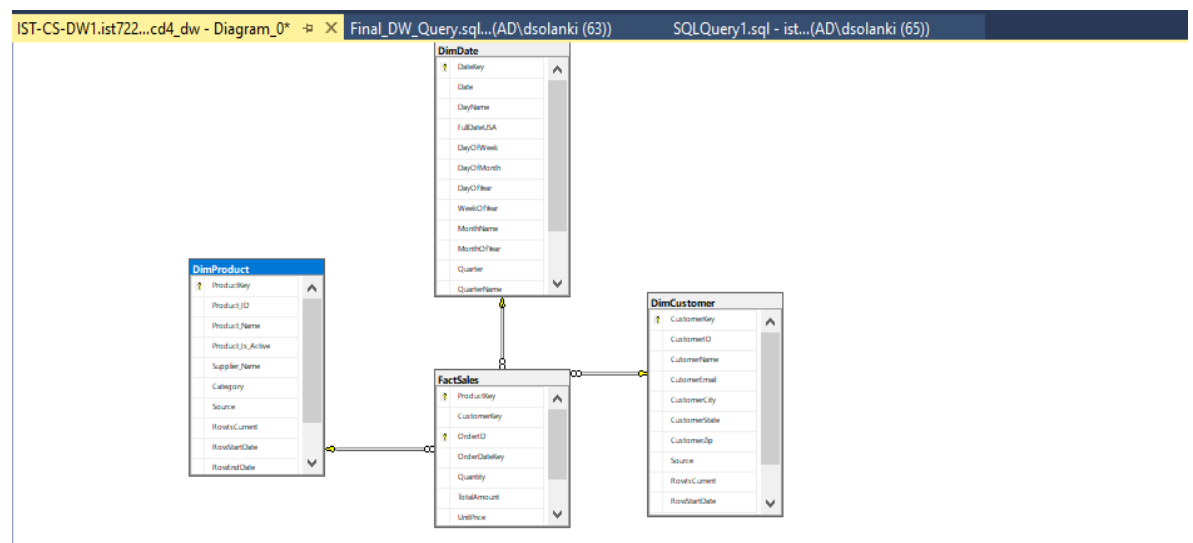 IST-CS-DW1.ist722...cd4_dw - Diagram_0*
Final_DW_Query.sql...(AD\dsolanki (63))
SQLQuery1.sql - ist...(AD\dsolanki (65))
DimDate
DateKey
Date
DayName
FullDateUSA
DayOfWeek
DayOfMonth
DayOfYear
WeekOfYear
MonthName
MonthOfYear
Quarter
QuarterName
DimProduct
ProductKey
Product_ID
Product_Name
Product_Is_Active
Supplier_Name
Category
Source
RowIsCurrent
RowStartDate
RowEndDate
DimCustomer
CustomerKey
CustomerID
CutomerName
CutomerEmail
CustomerCity
CustomerState
CustomerZip
Source
RowIsCurrent
RowStartDate
FactSales
ProductKey
CustomerKey
OrderID
OrderDateKey
Quantity
TotalAmount
UnitPrice